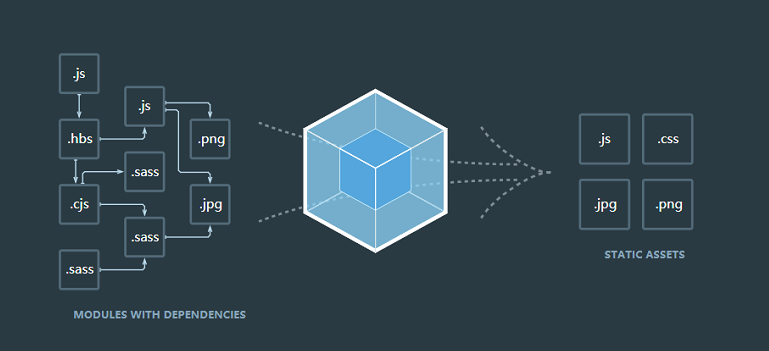 .js
.js
.hbs
.png
.sass
.cjs
.jpg
.sass
.sass
MODULES WITH DEPENDENCIES
.js
.css
.jpg
.png
STATIC ASSETS